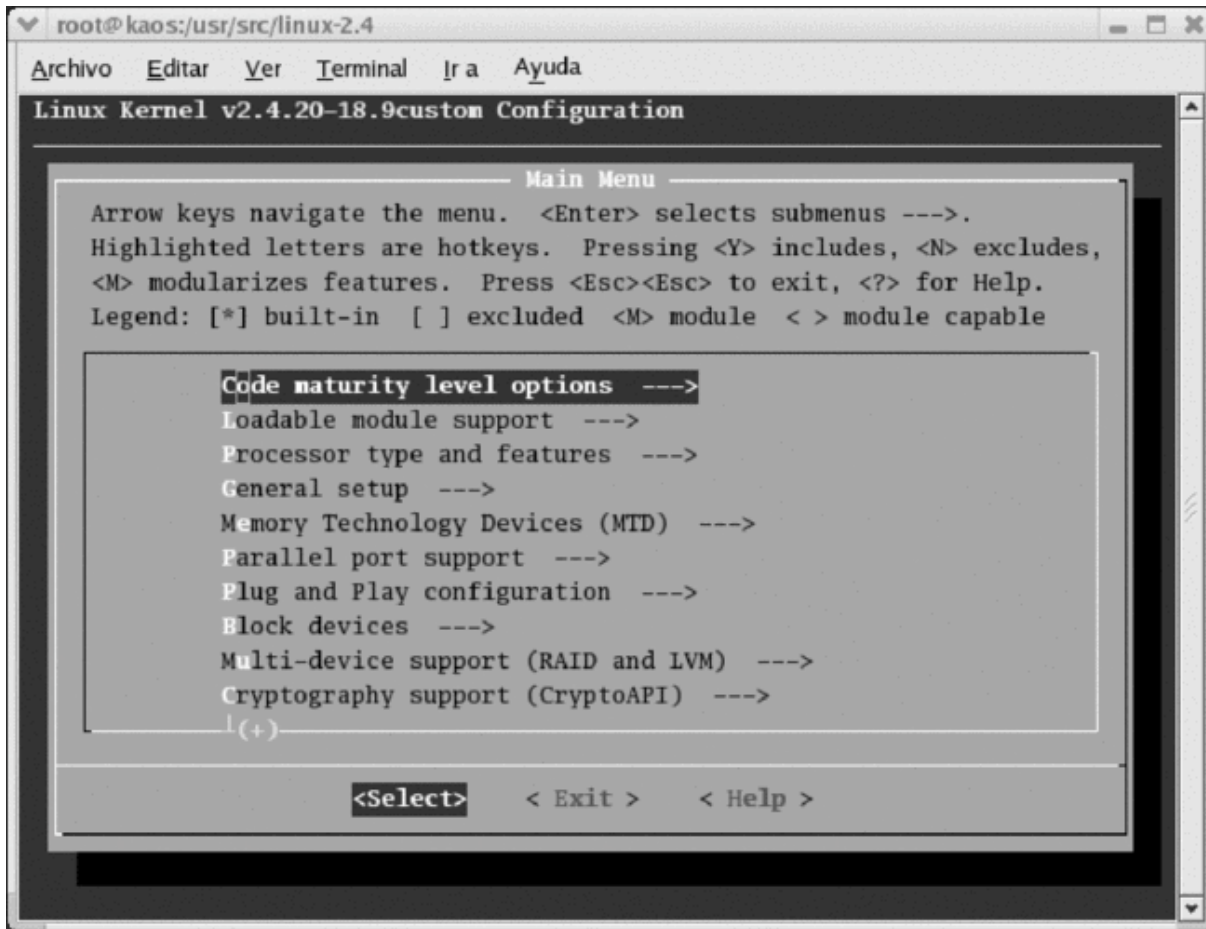 root@kaos:/usr/src/linux-2.4
Archivo Editar Ver Terminal Ir a Ayuda
Linux Kernel v2.4.20-18.9custom Configuration
Main Menu
Arrow keys navigate the menu. <Enter> selects submenus --->.
Highlighted letters are hotkeys. Pressing <Y> includes, <N> excludes,
<M> modularizes features. Press <Esc><Esc> to exit, <?> for Help.
Legend: [*] built-in [ ] excluded <M> module < > module capable
Code maturity level options --->
Loadable module support --->
Processor type and features --->
General setup --->
Memory Technology Devices (MTD) --->
Parallel port support --->
Plug and Play configuration --->
Block devices --->
Multi-device support (RAID and LVM) --->
Cryptography support (CryptoAPI) --->
(+)
<Select> < Exit > < Help >